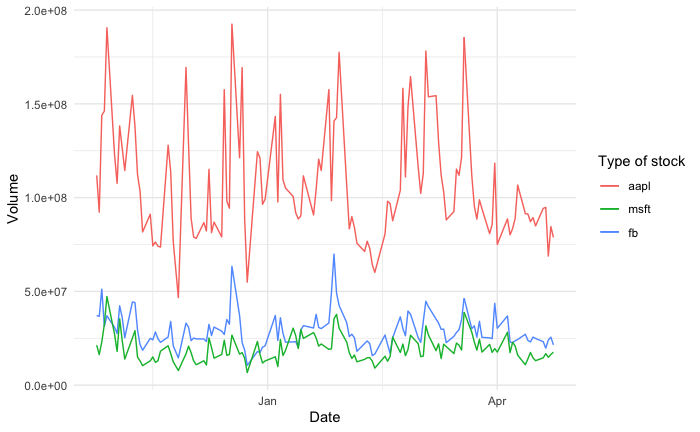 2.0e+08
1.5e+08
1.0e+08
5.0e+07
0.0e+00
Volume
Jan
Apr
Date
Type of stock
aapl
msft
fb